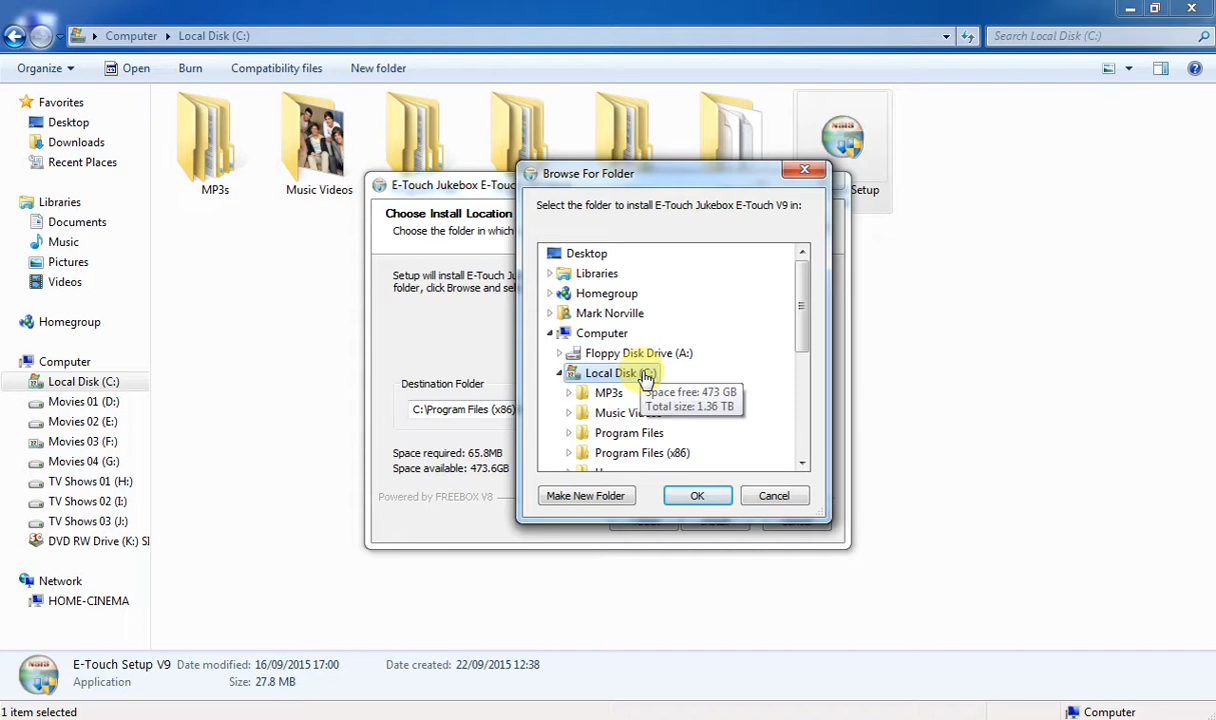 Computer
Local Disk (C:)
Search Local Disk (C:)
Organize
Open
Burn
Compatibility files
New folder
Favorites
Desktop
Downloads
Recent Places
Libraries
Documents
Music
Pictures
Videos
Homegroup
Computer
Local Disk (C:)
Movies 01 (D:)
Movies 02 (E:)
Movies 03 (F:)
Movies 04 (G:)
TV Shows 01 (H:)
TV Shows 02 (I:)
TV Shows 03 (J:)
DVD RW Drive (K:) SI
Network
HOME-CINEMA
MP3s
Music Videos
Setup
E-Touch Jukebox E-Touc
Choose Install Location
Choose the folder in which
Setup will install E-Touch Juk
folder, click Browse and sel
Destination Folder
C:\Program Files (x86)
Space required: 65.8MB
Space available: 473.6GB
Powered by FREEBOX V8
Browse For Folder
Select the folder to install E-Touch Jukebox E-Touch V9 in:
Desktop
Libraries
Homegroup
Mark Norville
Computer
Floppy Disk Drive (A:)
Local Disk (C:)
MP3s
Music Vid
Program Files
Program Files (x86)
Space free: 473 GB
Total size: 1.36 TB
Make New Folder
OK
Cancel
E-Touch Setup V9
Date modified: 16/09/2015 17:00
Date created: 22/09/2015 12:38
Application
Size: 27.8 MB
1 item selected
Computer